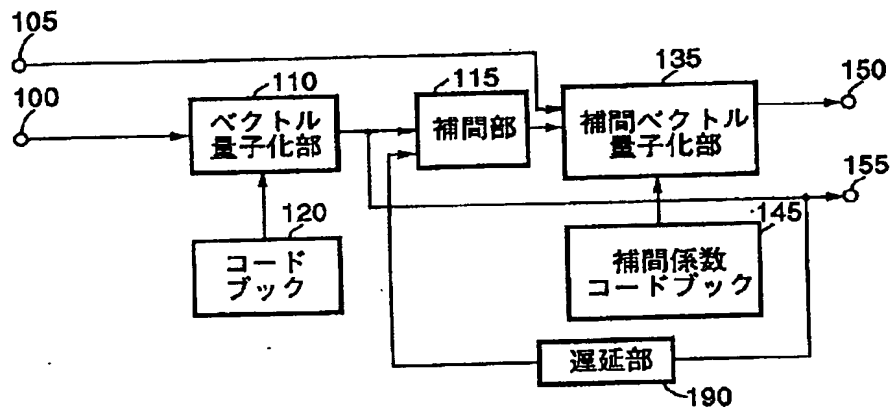 105
100
110
ベクトル
量子化部
115
補間部
135
補間ベクトル
量子化部
150
155
120
コード
ブック
145
補間係数
コードブック
遅延部
190